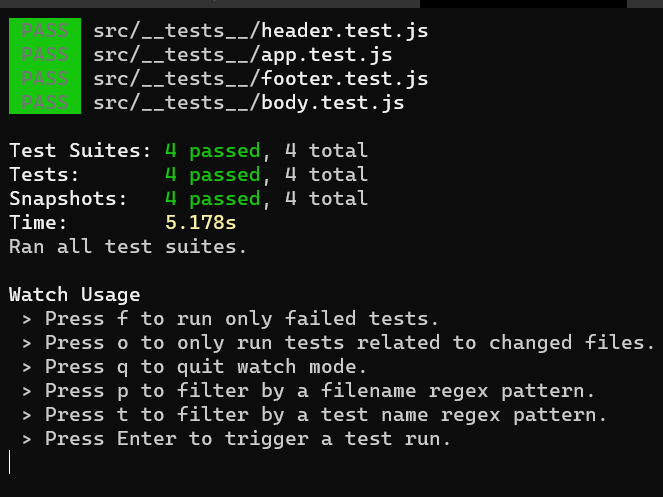 PASS src/__tests__/header.test.js
PASS src/__tests__/app.test.js
PASS src/__tests__/footer.test.js
PASS src/__tests__/body.test.js
Test Suites: 4 passed, 4 total
Tests:       4 passed, 4 total
Snapshots:   4 passed, 4 total
Time:        5.178s
Ran all test suites.
Watch Usage
 > Press f to run only failed tests.
 > Press o to only run tests related to changed files.
 > Press q to quit watch mode.
 > Press p to filter by a filename regex pattern.
 > Press t to filter by a test name regex pattern.
 > Press Enter to trigger a test run.